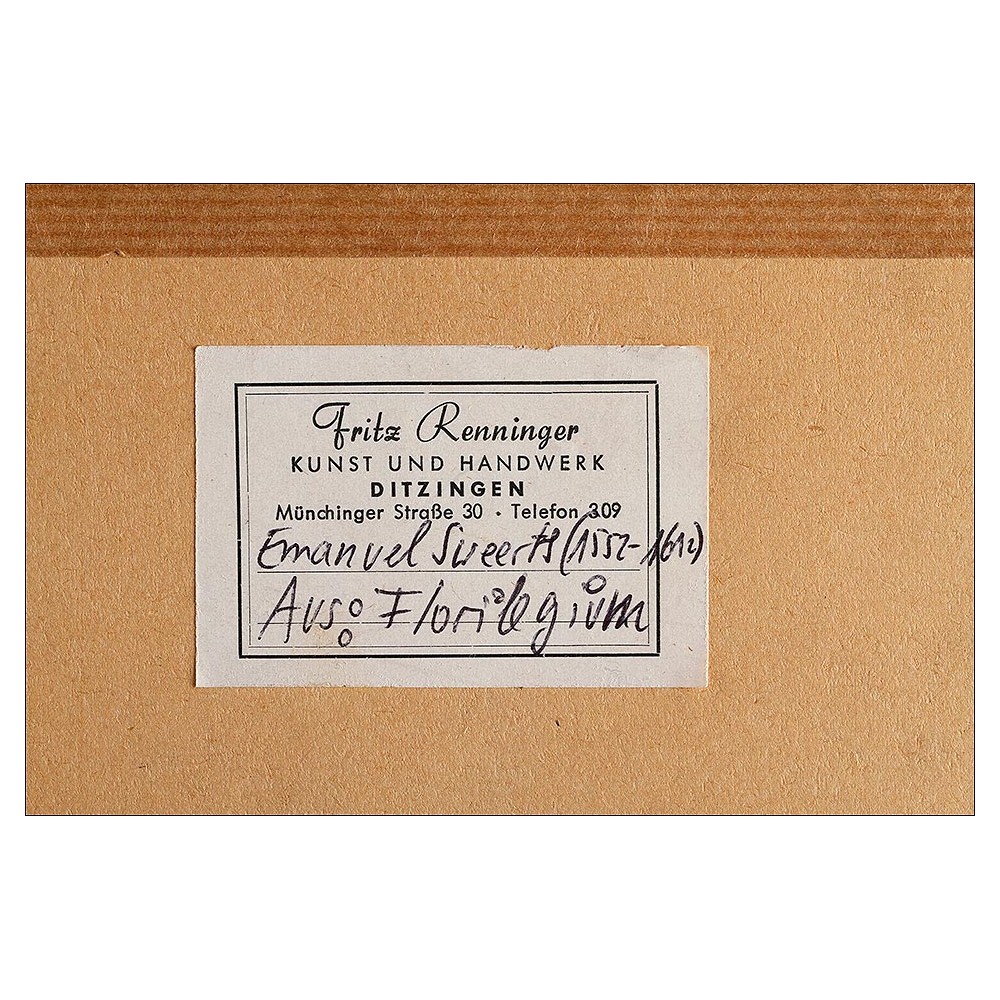 Fritz Renninger
KUNST UND HANDWERK
DITZINGEN
Münchinger Straße 30 · Telefon 309
Emanuel Sweerts (1552-1612)
Aus: Florilegium